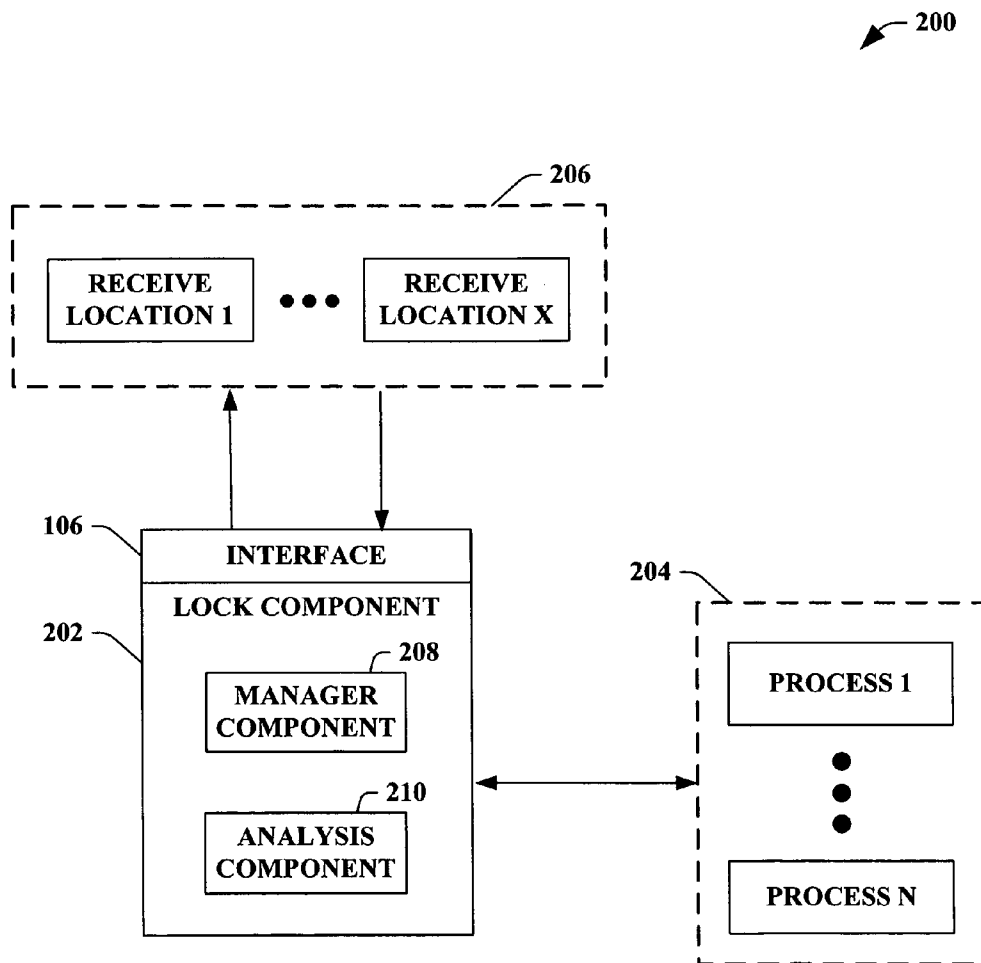 200
206
RECEIVE
LOCATION 1
RECEIVE
LOCATION X
106
INTERFACE
LOCK COMPONENT
202
208
MANAGER
COMPONENT
210
ANALYSIS
COMPONENT
204
PROCESS 1
PROCESS N